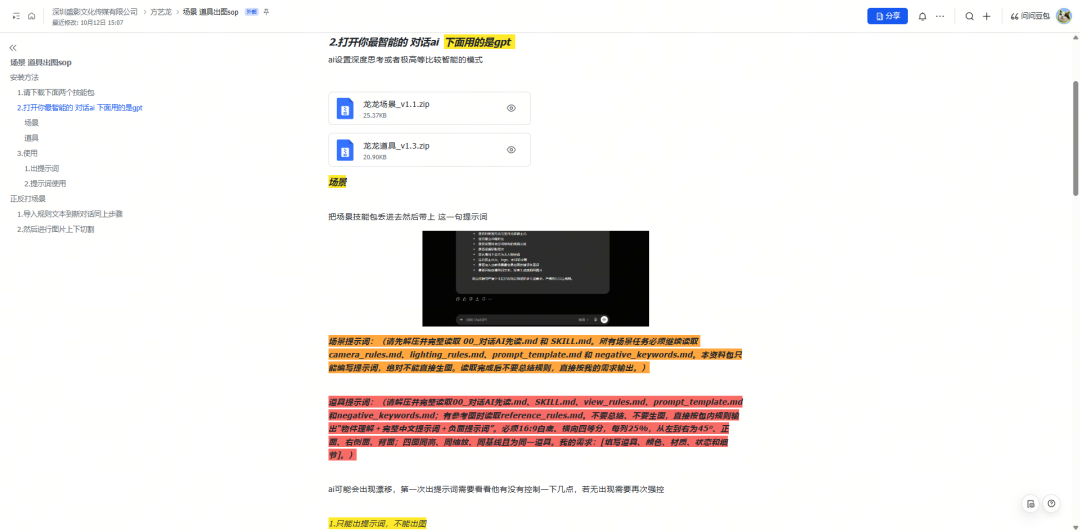 深圳盛影文化传媒有限公司 > 方艺龙 > 场景 道具出图sop
最近修改: 10月12日 15:07
分享
问问豆包
场景 道具出图sop
安装方法
1.请下载下面两个技能包
2.打开你最智能的 对话ai 下面用的是gpt
场景
道具
3.使用
1.出提示词
2.提示词使用
正反打场景
1.导入规则文本到新对话同上步骤
2.然后进行图片上下切割
2.打开你最智能的 对话ai 下面用的是gpt
ai设置深度思考或者极高等比较智能的模式
龙龙场景_v1.1.zip
25.37KB
龙龙道具_v1.3.zip
20.90KB
场景
把场景技能包丢进去然后带上 这一句提示词
场景提示词：（请先解压并完整读取 00_对话AI先读.md 和 SKILL.md。所有场景任务必须继续读取
camera_rules.md、lighting_rules.md、prompt_template.md 和 negative_keywords.md。本资料包只
能编写提示词，绝对不能直接生图。读取完成后不要总结规则，直接按我的需求输出。）
道具提示词：（请解压并完整读取00_对话AI先读.md、SKILL.md、view_rules.md、prompt_template.md
和negative_keywords.md；有参考图时读取reference_rules.md。不要总结、不要生图，直接按包内规则输
出“物件理解＋完整中文提示词＋负面提示词”。必须16:9白底、横向四等分，每列25%，从左到右为45°、正
面、右侧面、背面；四图同高、同缩放、同基线且为同一道具。我的需求：[填写道具、颜色、材质、状态和细
节]。）
ai可能会出现漂移，第一次出提示词需要看看他有没有控制一下几点，若无出现需要再次强控
1.只能出提示词，不能出图